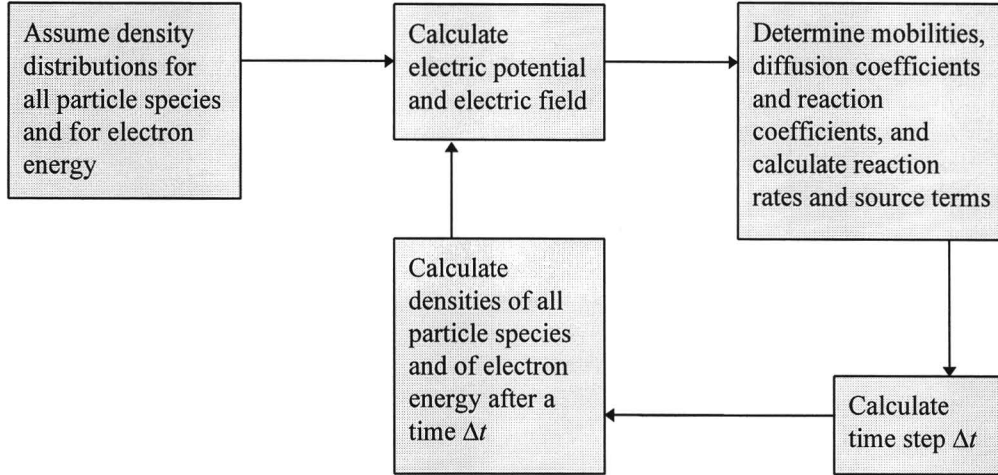 Assume density
distributions for
all particle species
and for electron
energy
Calculate
electric potential
and electric field
Determine mobilities,
diffusion coefficients
and reaction
coefficients, and
calculate reaction
rates and source terms
Calculate
time step Δt
Calculate
densities of all
particle species
and of electron
energy after a
time Δt